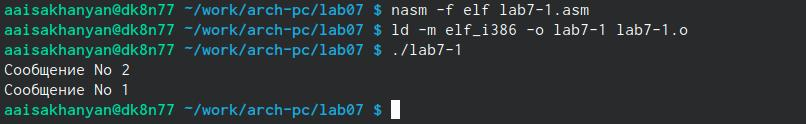 aaisakhanyan@dk8n77 ~/work/arch-pc/lab07 $ nasm -f elf lab7-1.asm
aaisakhanyan@dk8n77 ~/work/arch-pc/lab07 $ ld -m elf_i386 -o lab7-1 lab7-1.o
aaisakhanyan@dk8n77 ~/work/arch-pc/lab07 $ ./lab7-1
Сообщение No 2
Сообщение No 1
aaisakhanyan@dk8n77 ~/work/arch-pc/lab07 $